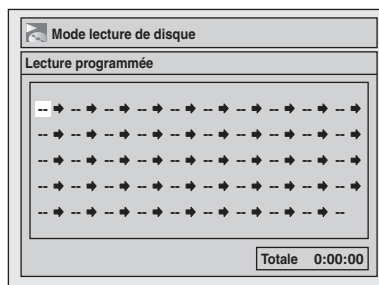 Mode lecture de disque
Lecture programmée
-- ➡ -- ➡ -- ➡ -- ➡ -- ➡ -- ➡ -- ➡ -- ➡ -- ➡ -- ➡
-- ➡ -- ➡ -- ➡ -- ➡ -- ➡ -- ➡ -- ➡ -- ➡ -- ➡ -- ➡
-- ➡ -- ➡ -- ➡ -- ➡ -- ➡ -- ➡ -- ➡ -- ➡ -- ➡ -- ➡
-- ➡ -- ➡ -- ➡ -- ➡ -- ➡ -- ➡ -- ➡ -- ➡ -- ➡ -- ➡
-- ➡ -- ➡ -- ➡ -- ➡ -- ➡ -- ➡ -- ➡ -- ➡ -- ➡ --
Totale 0:00:00